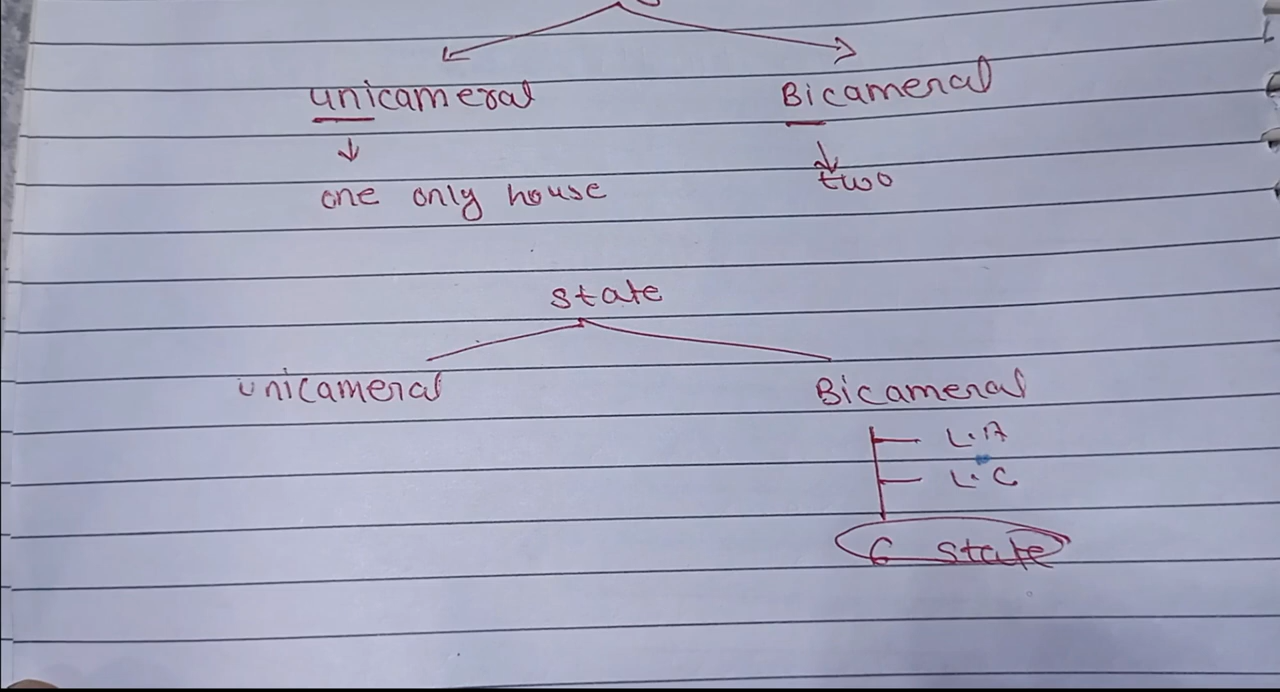 unicameral Bicameral
one only house two
state
unicameral Bicameral
L.A
L.C
6 state